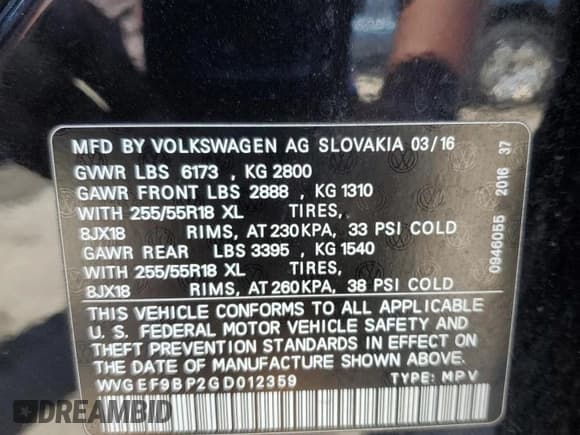 MFD BY VOLKSWAGEN AG SLOVAKIA 03/16
GVWR LBS 6173 , KG 2800
GAWR FRONT LBS 2888 , KG 1310
WITH 255/55R18 XL TIRES,
8JX18 RIMS, AT 230KPA, 33 PSI COLD
GAWR REAR LBS 3395 , KG 1540
WITH 255/55R18 XL TIRES,
8JX18 RIMS, AT 260KPA, 38 PSI COLD
THIS VEHICLE CONFORMS TO ALL APPLICABLE
U. S. FEDERAL MOTOR VEHICLE SAFETY AND
THEFT PREVENTION STANDARDS IN EFFECT ON
THE DATE OF MANUFACTURE SHOWN ABOVE.
WVGEF9BP2GD012359 TYPE: MPV
0946055 2016 37
DREAMBID